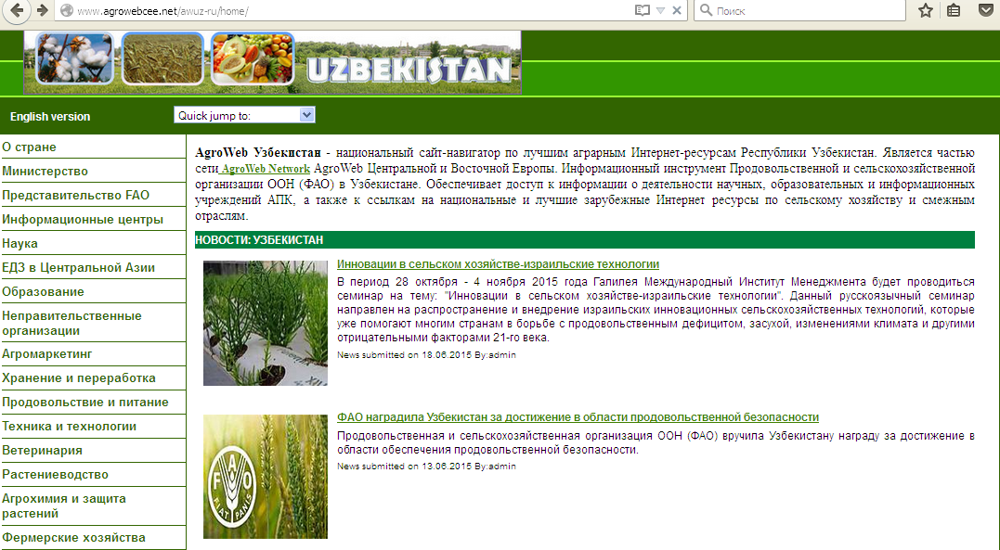 www.agrowebcee.net/awuz-ru/home/
Поиск
UZBEKISTAN
English version
Quick jump to:
О стране
Министерство
Представительство FAO
Информационные центры
Наука
ЕДЗ в Центральной Азии
Образование
Неправительственные
организации
Агромаркетинг
Хранение и переработка
Продовольствие и питание
Техника и технологии
Ветеринария
Растениеводство
Агрохимия и защита
растений
Фермерские хозяйства
AgroWeb Узбекистан - национальный сайт-навигатор по лучшим аграрным Интернет-ресурсам Республики Узбекистан. Является частью
сети AgroWeb Network AgroWeb Центральной и Восточной Европы. Информационный инструмент Продовольственной и сельскохозяйственной
организации ООН (ФАО) в Узбекистане. Обеспечивает доступ к информации о деятельности научных, образовательных и информационных
учреждений АПК, а также к ссылкам на национальные и лучшие зарубежные Интернет ресурсы по сельскому хозяйству и смежным
отраслям.
НОВОСТИ: УЗБЕКИСТАН
Инновации в сельском хозяйстве-израильские технологии
В период 28 октября - 4 ноября 2015 года Галилея Международный Институт Менеджмента будет проводиться
семинар на тему: "Инновации в сельском хозяйстве-израильские технологии". Данный русскоязычный семинар
направлен на распространение и внедрение израильских инновационных сельскохозяйственных технологий, которые
уже помогают многим странам в борьбе с продовольственным дефицитом, засухой, изменениями климата и другими
отрицательными факторами 21-го века.
News submitted on 18.06.2015 By:admin
ФАО наградила Узбекистан за достижение в области продовольственной безопасности
Продовольственная и сельскохозяйственная организация ООН (ФАО) вручила Узбекистану награду за достижение в
области обеспечения продовольственной безопасности.
News submitted on 13.06.2015 By:admin
F A O
FIAT PANIS